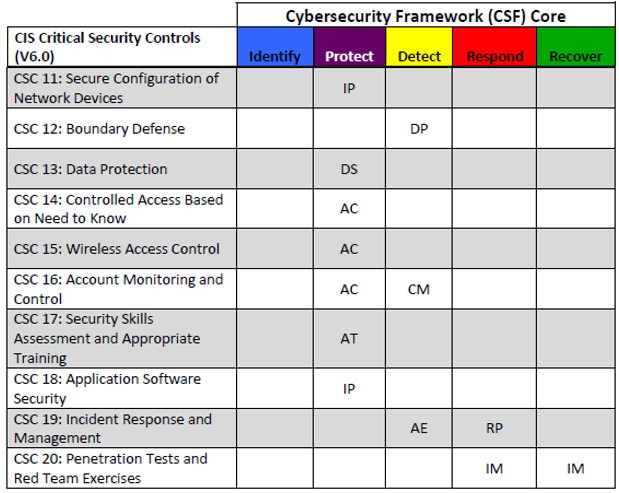 Cybersecurity Framework (CSF) Core
CIS Critical Security Controls
(V6.0)
Identify
Protect
Detect
Respond
Recover
CSC 11: Secure Configuration of
Network Devices
IP
CSC 12: Boundary Defense
DP
CSC 13: Data Protection
DS
CSC 14: Controlled Access Based
on Need to Know
AC
CSC 15: Wireless Access Control
AC
CSC 16: Account Monitoring and
Control
AC
CM
CSC 17: Security Skills
Assessment and Appropriate
Training
AT
CSC 18: Application Software
Security
IP
CSC 19: Incident Response and
Management
AE
RP
CSC 20: Penetration Tests and
Red Team Exercises
IM
IM